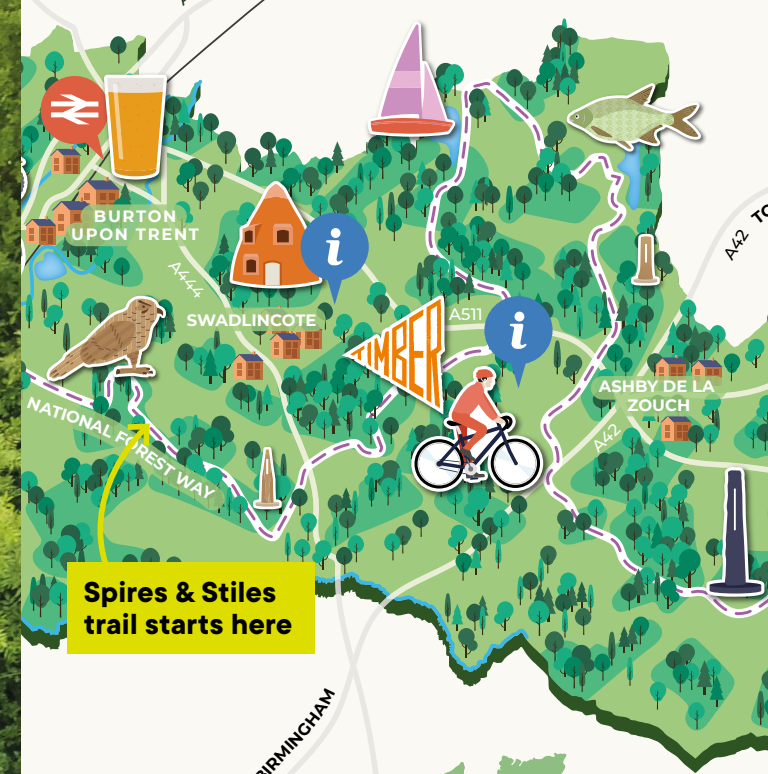 BURTON
UPON TRENT
A444
SWADLINCOTE
i
TIMBER
A511
i
A42
TO
ASHBY DE LA
ZOUCH
A42
NATIONAL FOREST WAY
Spires & Stiles
trail starts here
BIRMINGHAM